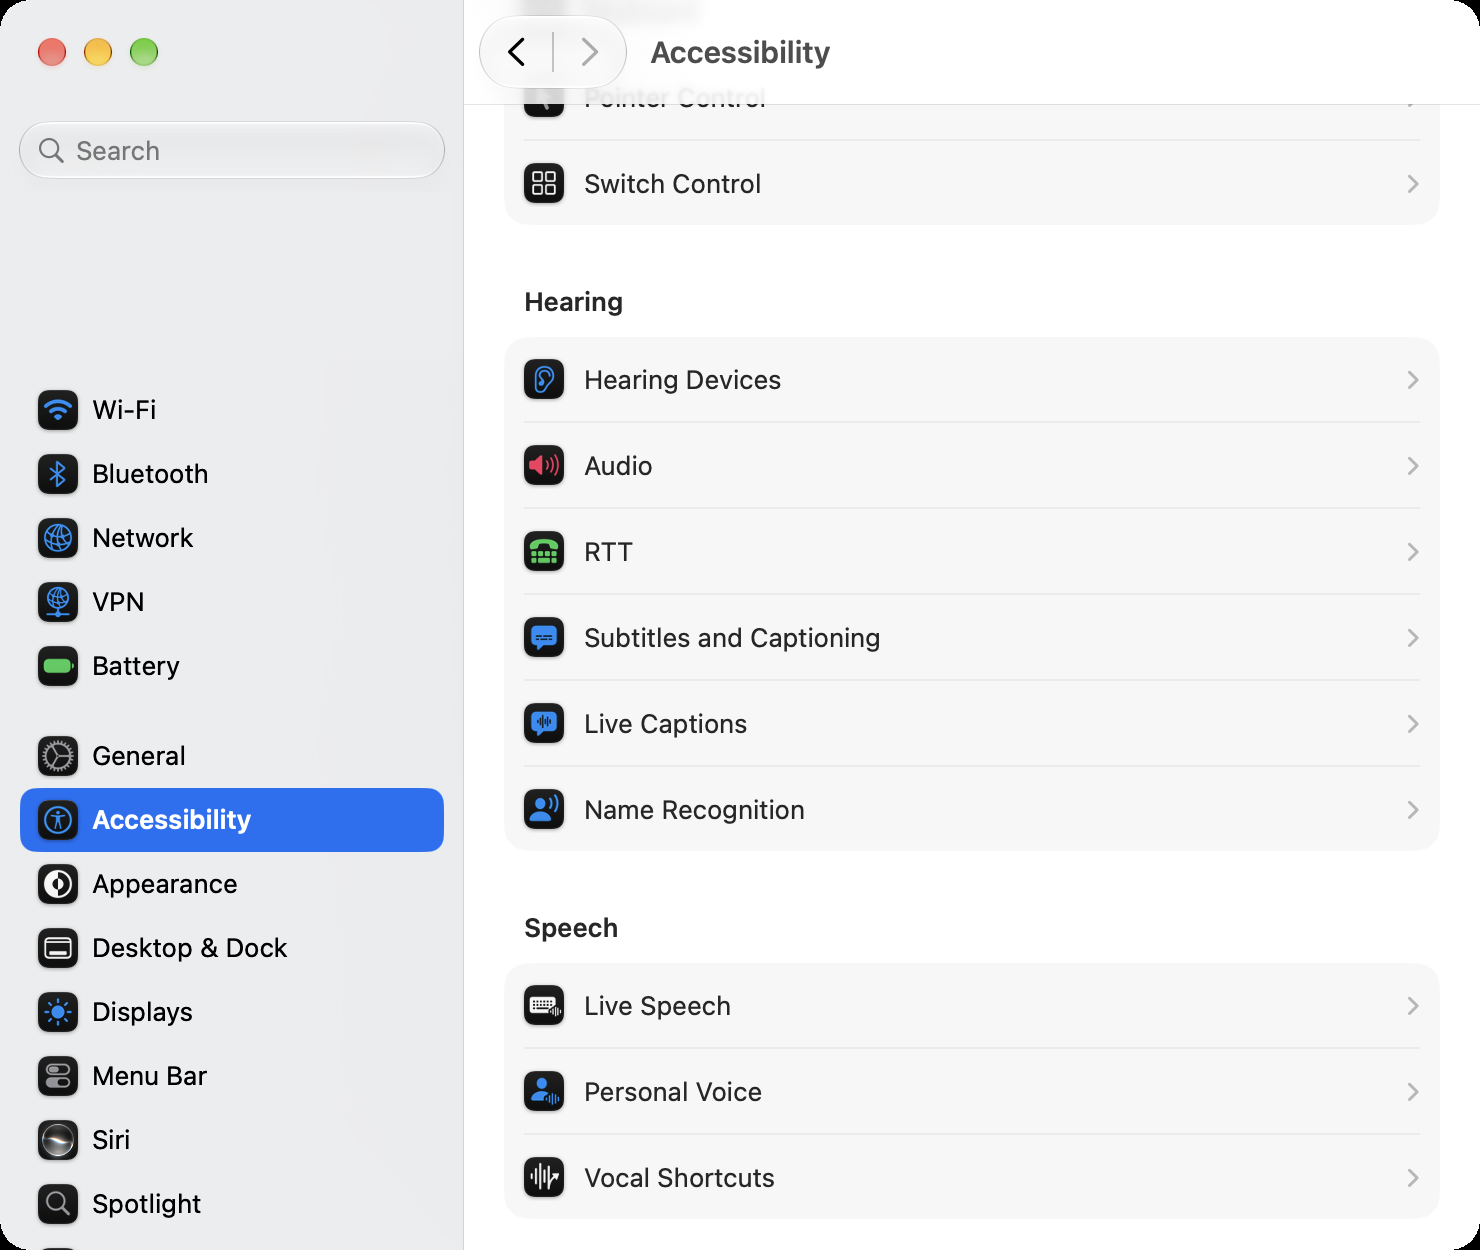 Accessibility
Search
Wi-Fi
Bluetooth
Network
VPN
Battery
General
Accessibility
Appearance
Desktop & Dock
Displays
Menu Bar
Siri
Spotlight
Pointer Control
Switch Control
Hearing
Hearing Devices
Audio
RTT
Subtitles and Captioning
Live Captions
Name Recognition
Speech
Live Speech
Personal Voice
Vocal Shortcuts